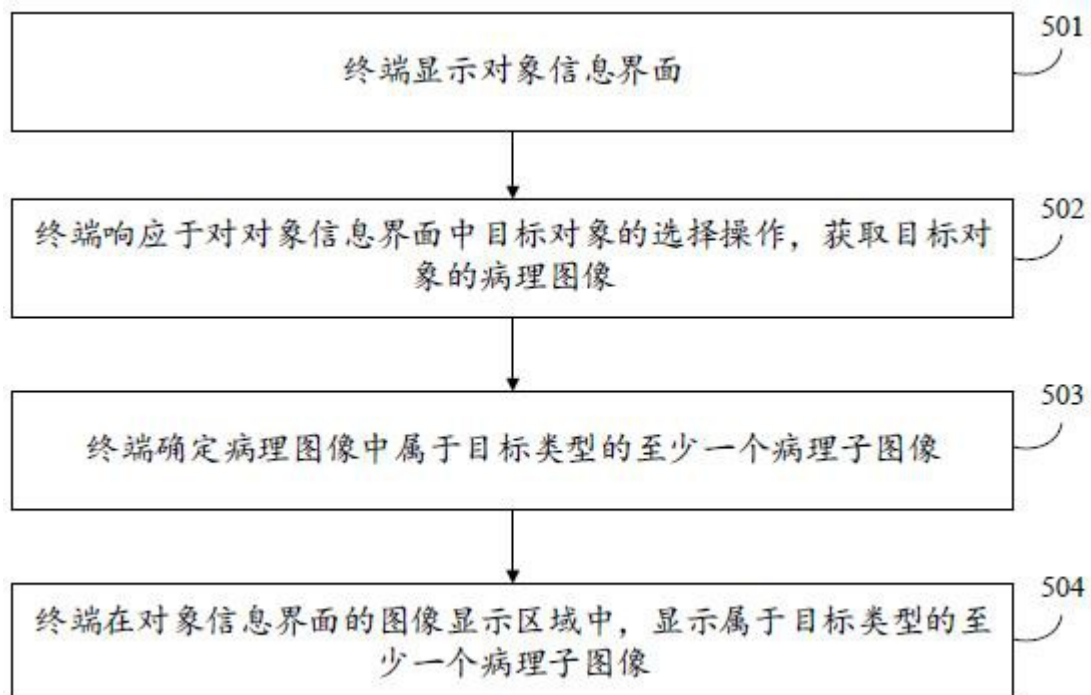 501
终端显示对象信息界面
502
终端响应于对对象信息界面中目标对象的选择操作，获取目标对
象的病理图像
503
终端确定病理图像中属于目标类型的至少一个病理子图像
504
终端在对象信息界面的图像显示区域中，显示属于目标类型的至
少一个病理子图像